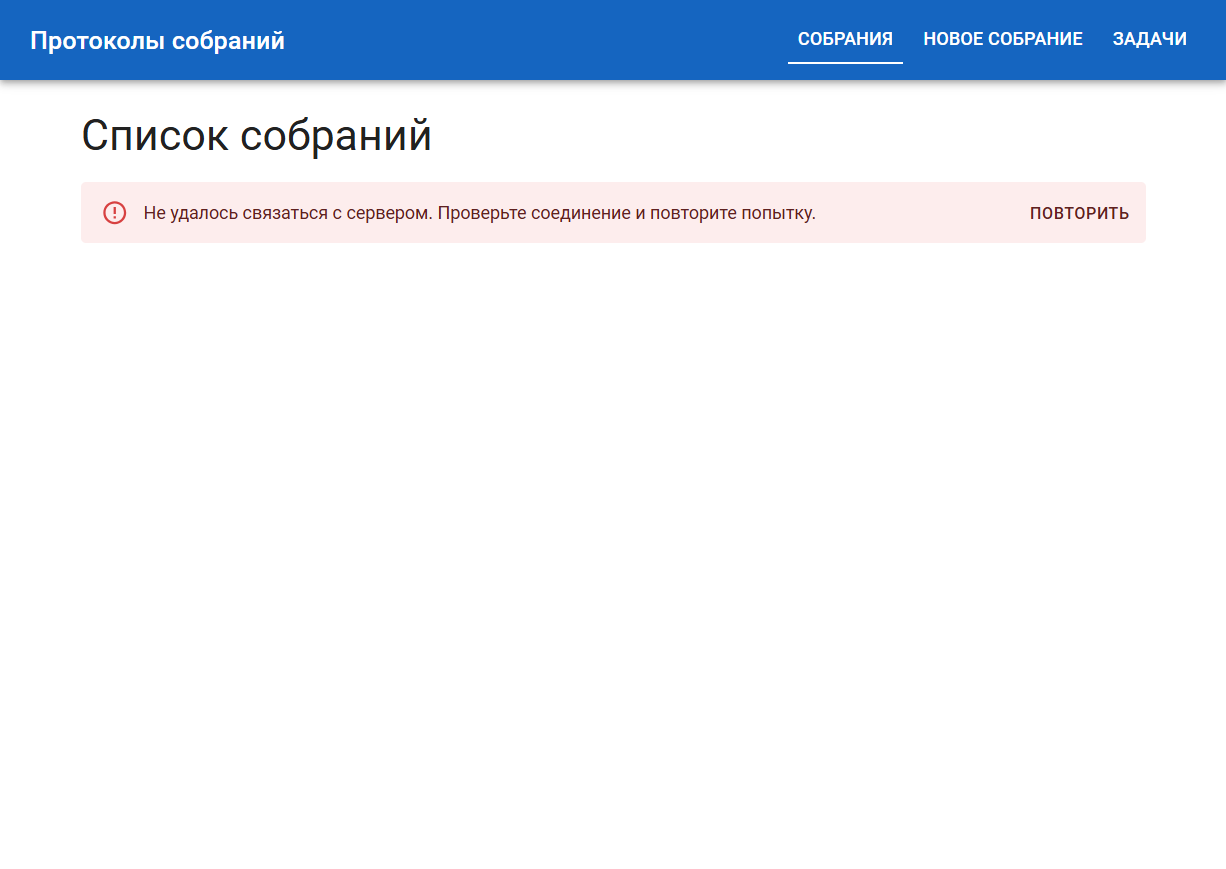 Протоколы собраний
СОБРАНИЯ
НОВОЕ СОБРАНИЕ
ЗАДАЧИ
Список собраний
Не удалось связаться с сервером. Проверьте соединение и повторите попытку.
ПОВТОРИТЬ